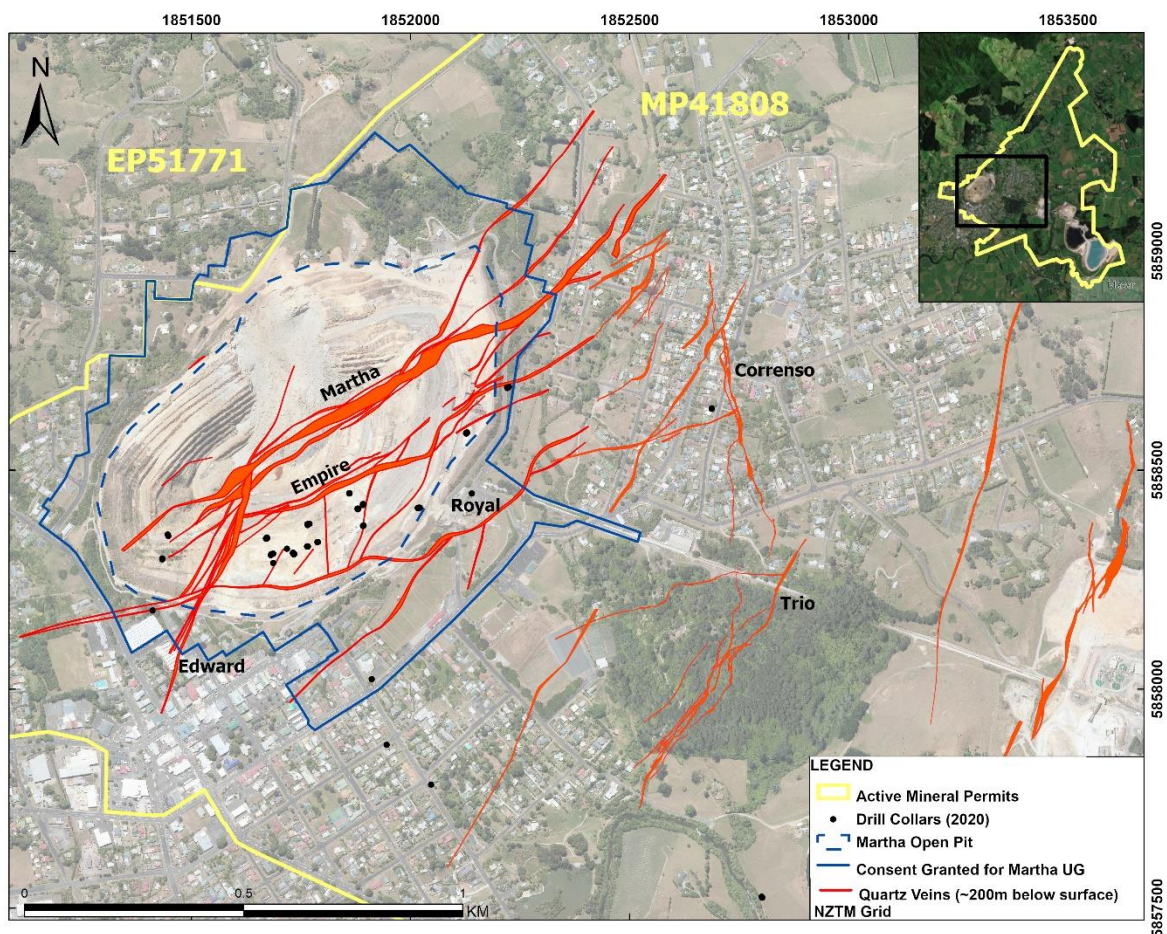 1851500 1852000 1852500 1853000 1853500
N
EP51771
MP41808
5859000
Martha
Correnso
Empire
5858500
Royal
Trio
Edward
5858000
LEGEND
Active Mineral Permits
Drill Collars (2020)
Martha Open Pit
Consent Granted for Martha UG
Quartz Veins (~200m below surface)
NZTM Grid
0 0.5 1
KM
5857500